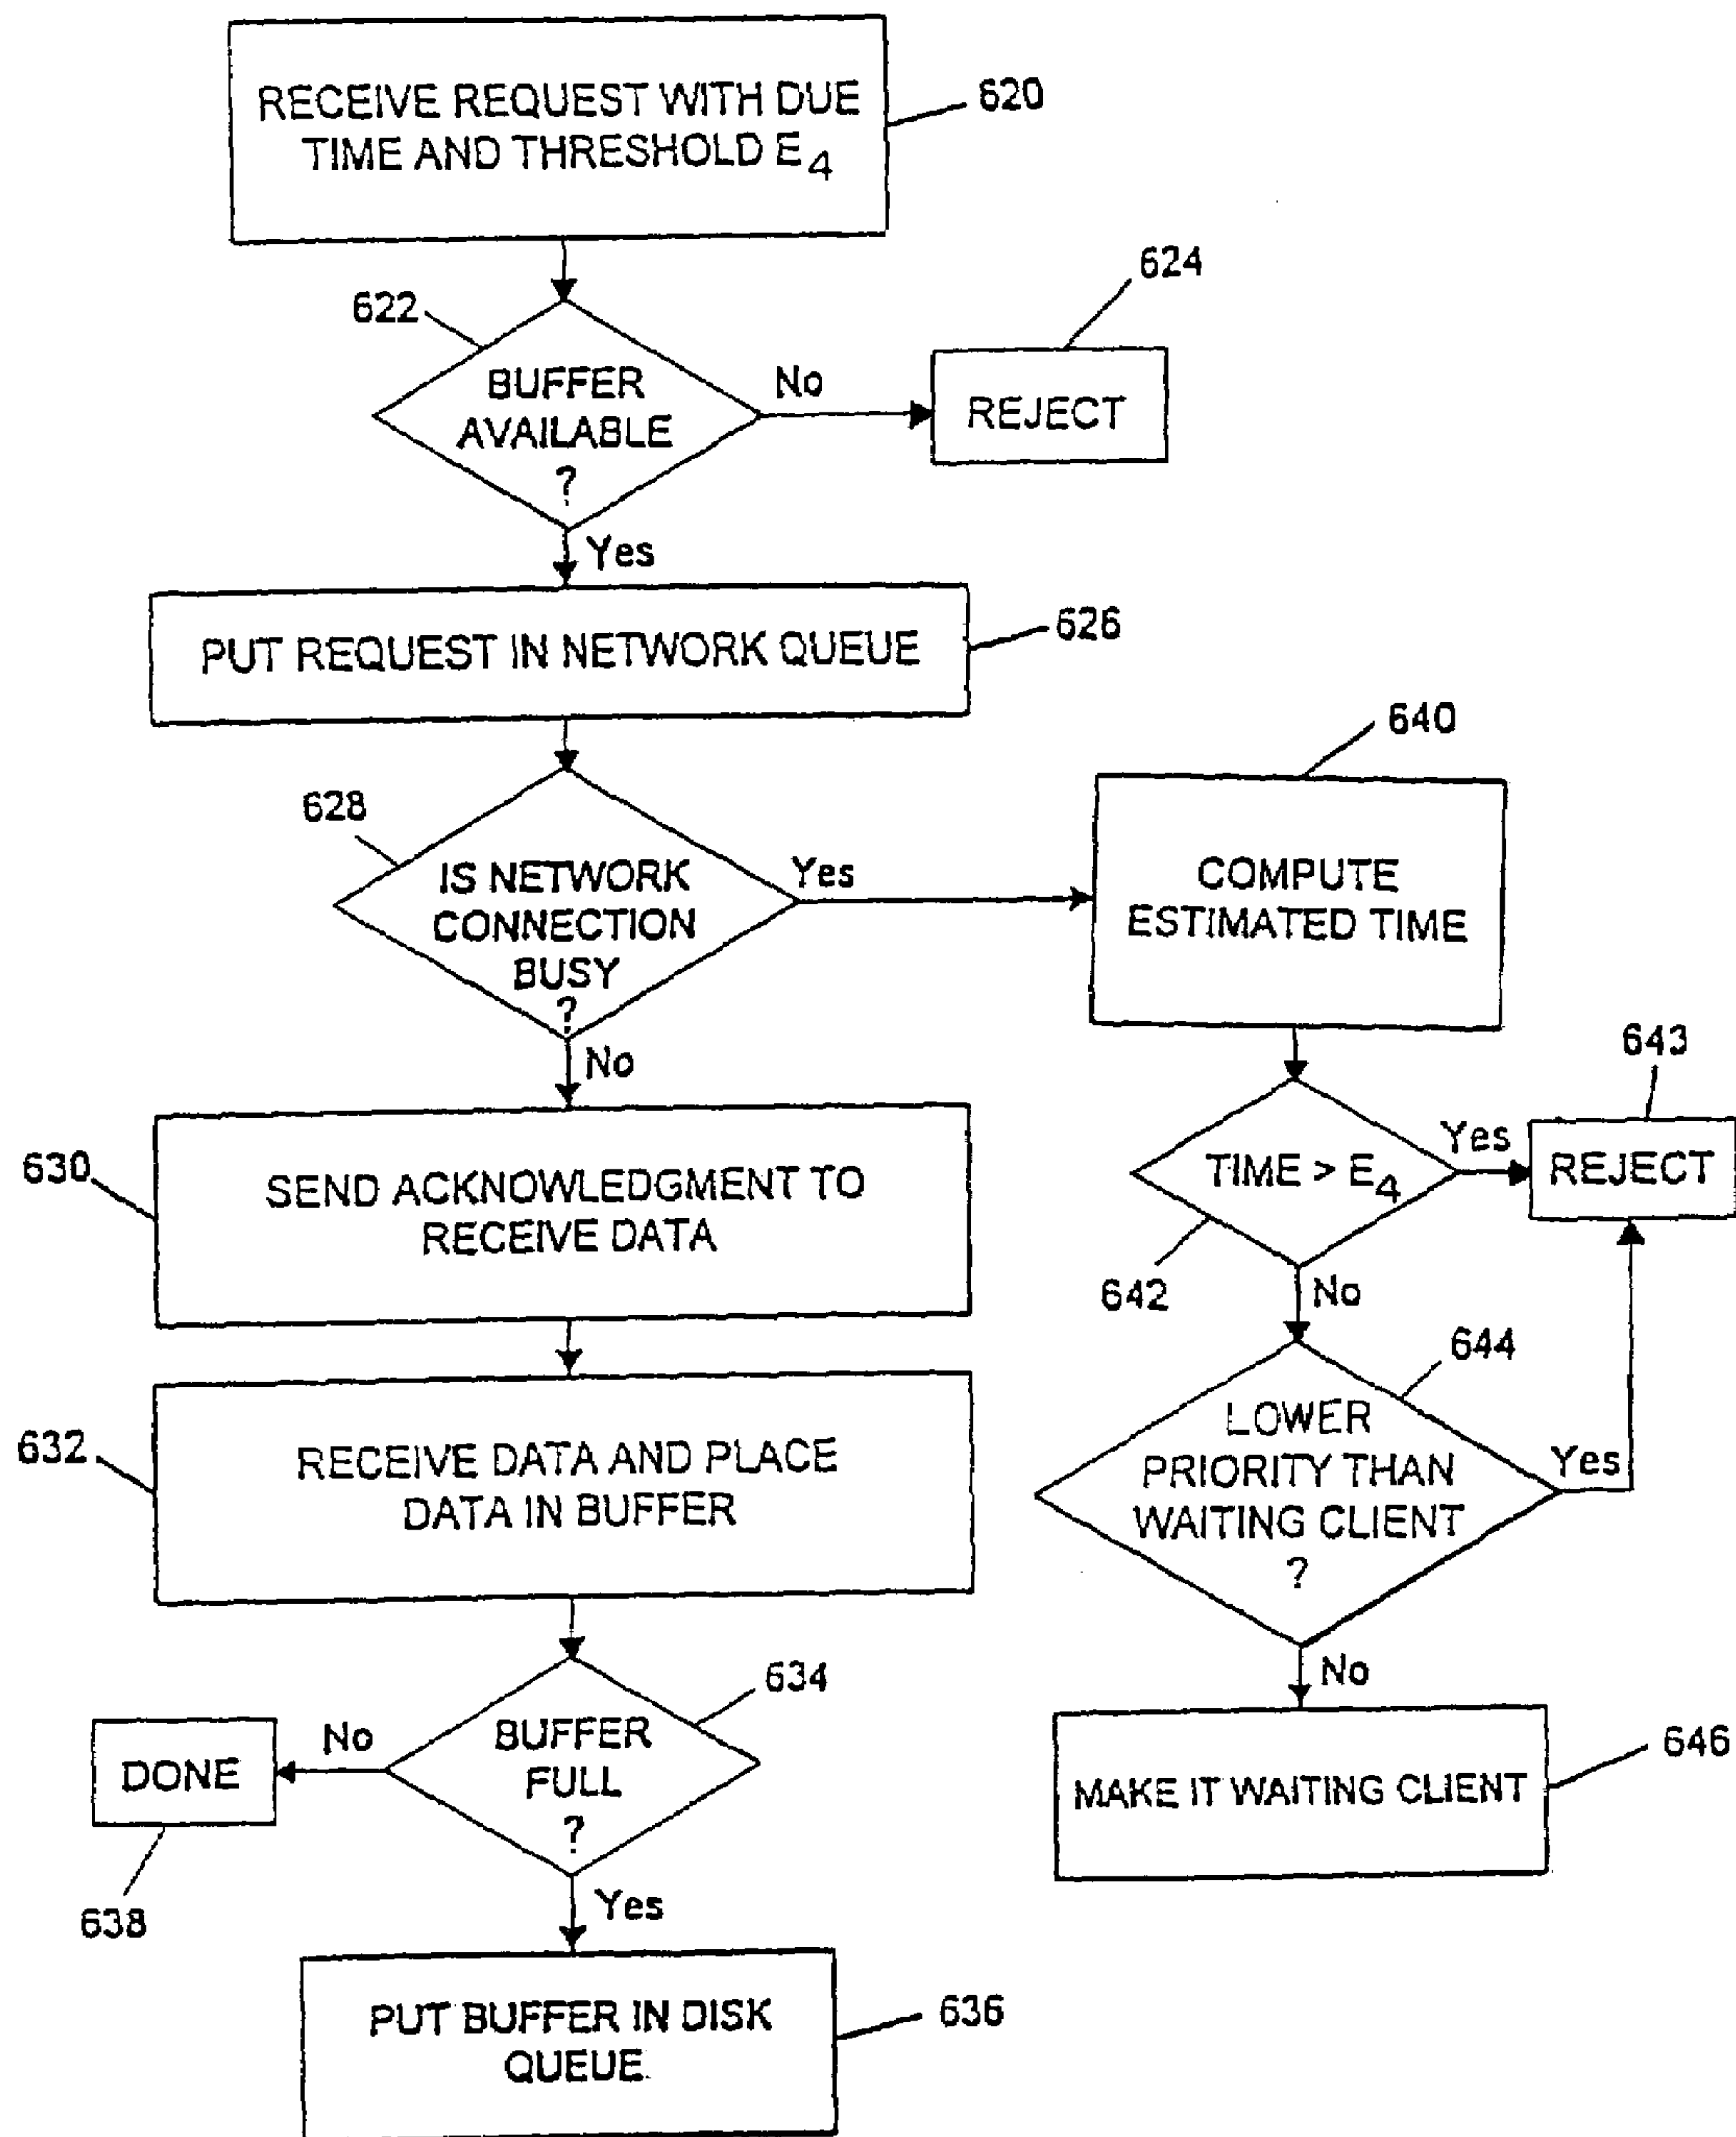 RECEIVE REQUEST WITH DUE
TIME AND THRESHOLD E4
620
622
BUFFER
AVAILABLE
?
No
624
REJECT
Yes
PUT REQUEST IN NETWORK QUEUE
626
628
IS NETWORK
CONNECTION
BUSY
?
Yes
640
COMPUTE
ESTIMATED TIME
No
630
SEND ACKNOWLEDGMENT TO
RECEIVE DATA
TIME > E4
642
Yes
643
REJECT
No
632
RECEIVE DATA AND PLACE
DATA IN BUFFER
644
LOWER
PRIORITY THAN
WAITING CLIENT
?
Yes
No
634
BUFFER
FULL
?
No
DONE
638
646
MAKE IT WAITING CLIENT
Yes
PUT BUFFER IN DISK
QUEUE
636